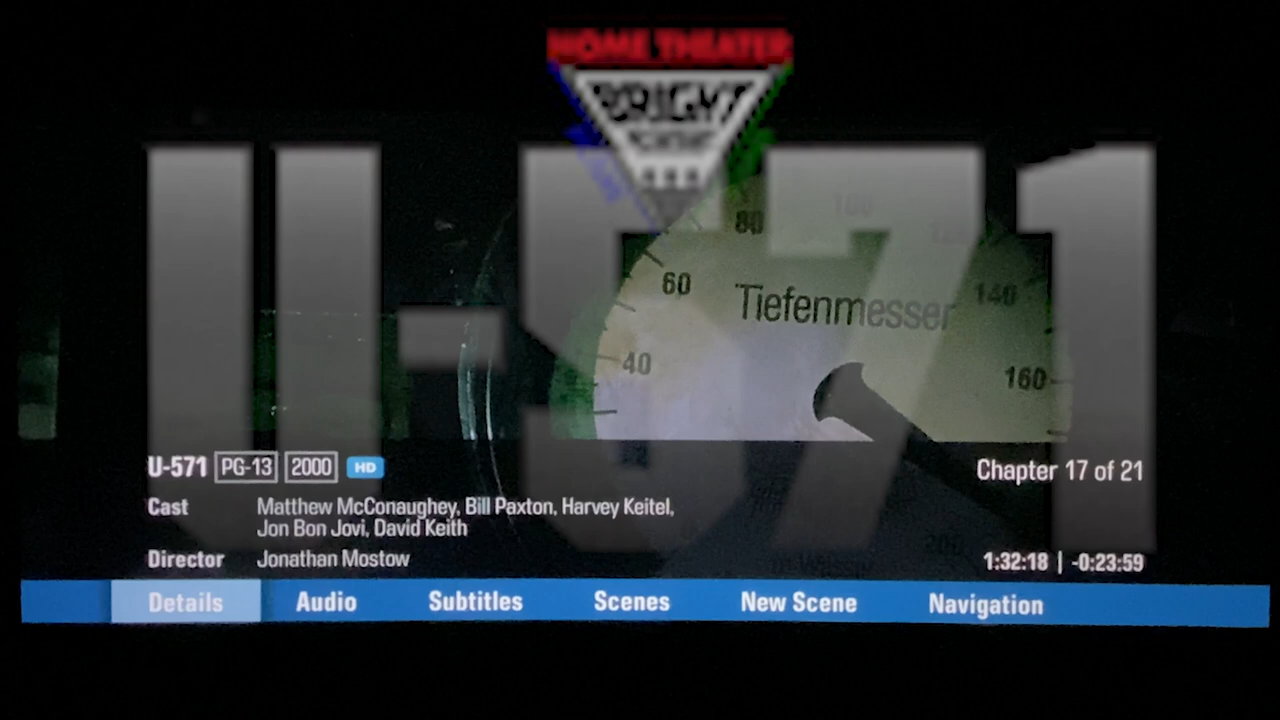 HOME THEATER
U-571
80
100
60
Tiefenmesser
140
40
160
U-571 PG-13 2000 HD
Chapter 17 of 21
Cast Matthew McConaughey, Bill Paxton, Harvey Keitel,
Jon Bon Jovi, David Keith
Director Jonathan Mostow
200
1:32:18 | -0:23:59
Details Audio Subtitles Scenes New Scene Navigation